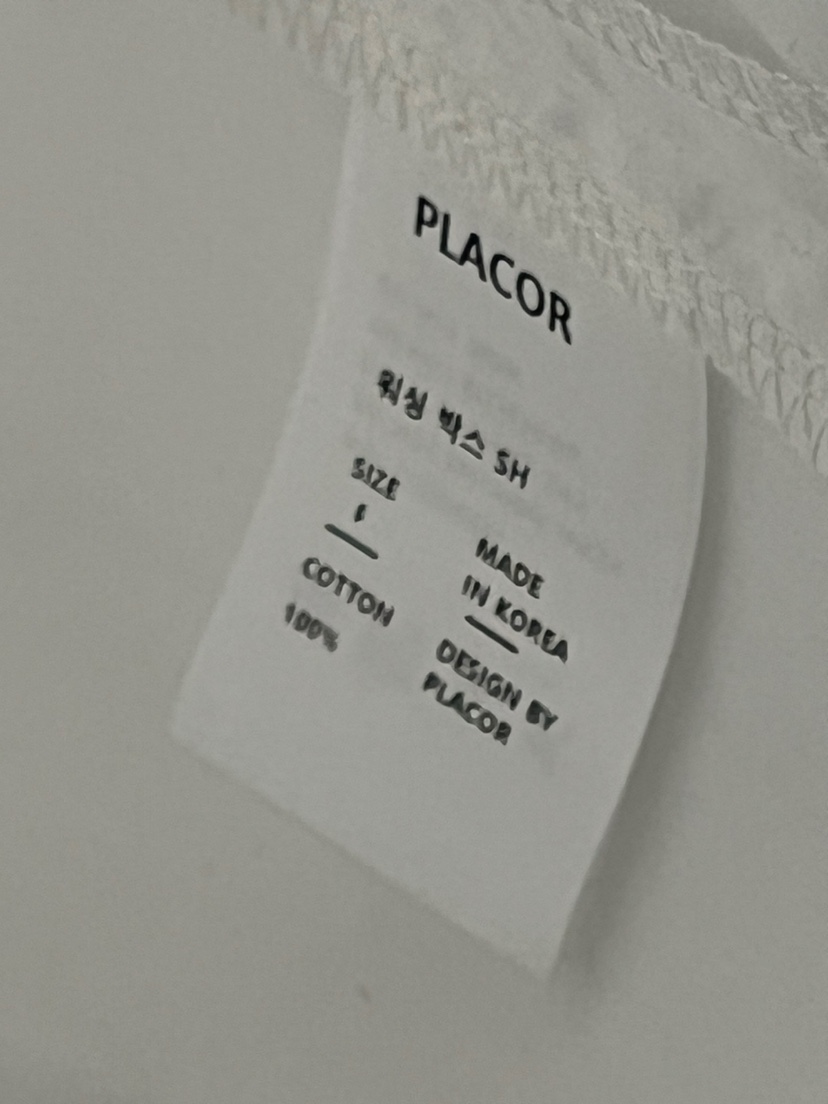 PLACOR
워싱 박스 SH
SIZE
F
COTTON
100%
MADE
IN KOREA
DESIGN BY
PLACOR